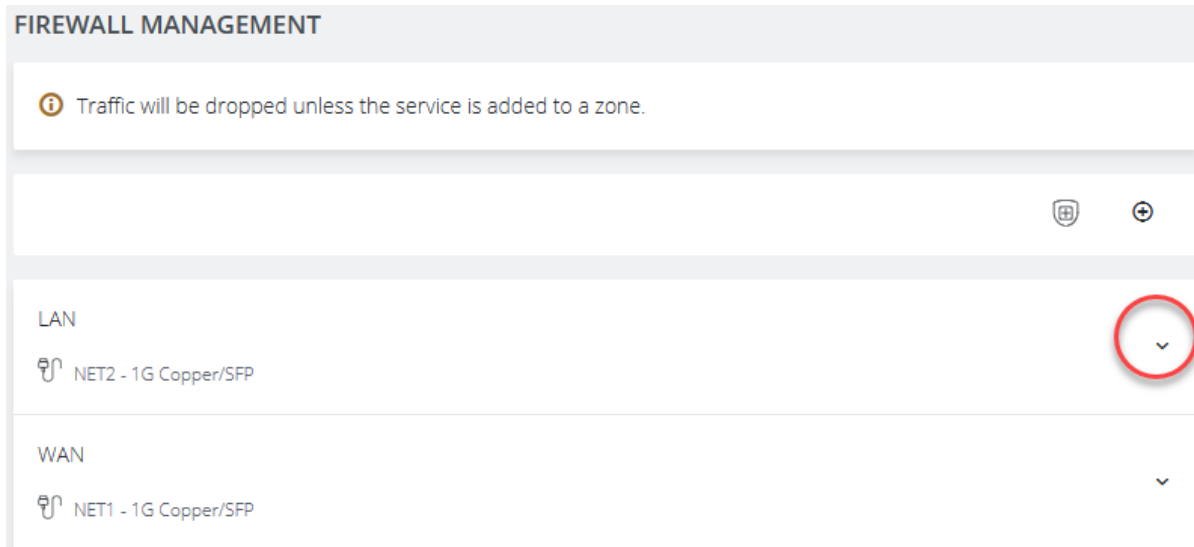 FIREWALL MANAGEMENT
Traffic will be dropped unless the service is added to a zone.
LAN
NET2 - 1G Copper/SFP
WAN
NET1 - 1G Copper/SFP